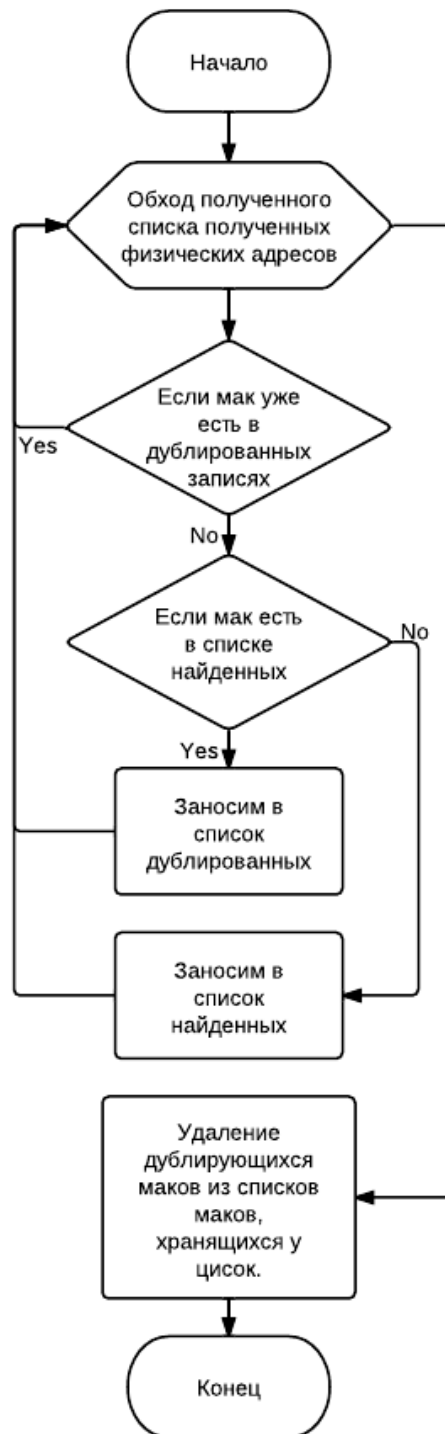 Начало
Обход полученного
списка полученных
физических адресов
Если мак уже
есть в
дублированных
записях
Yes
No
Если мак есть
в списке
найденных
No
Yes
Заносим в
список
дублированных
Заносим в
список
найденных
Удаление
дублирующихся
маков из списков
маков,
хранящихся у
цисок.
Конец